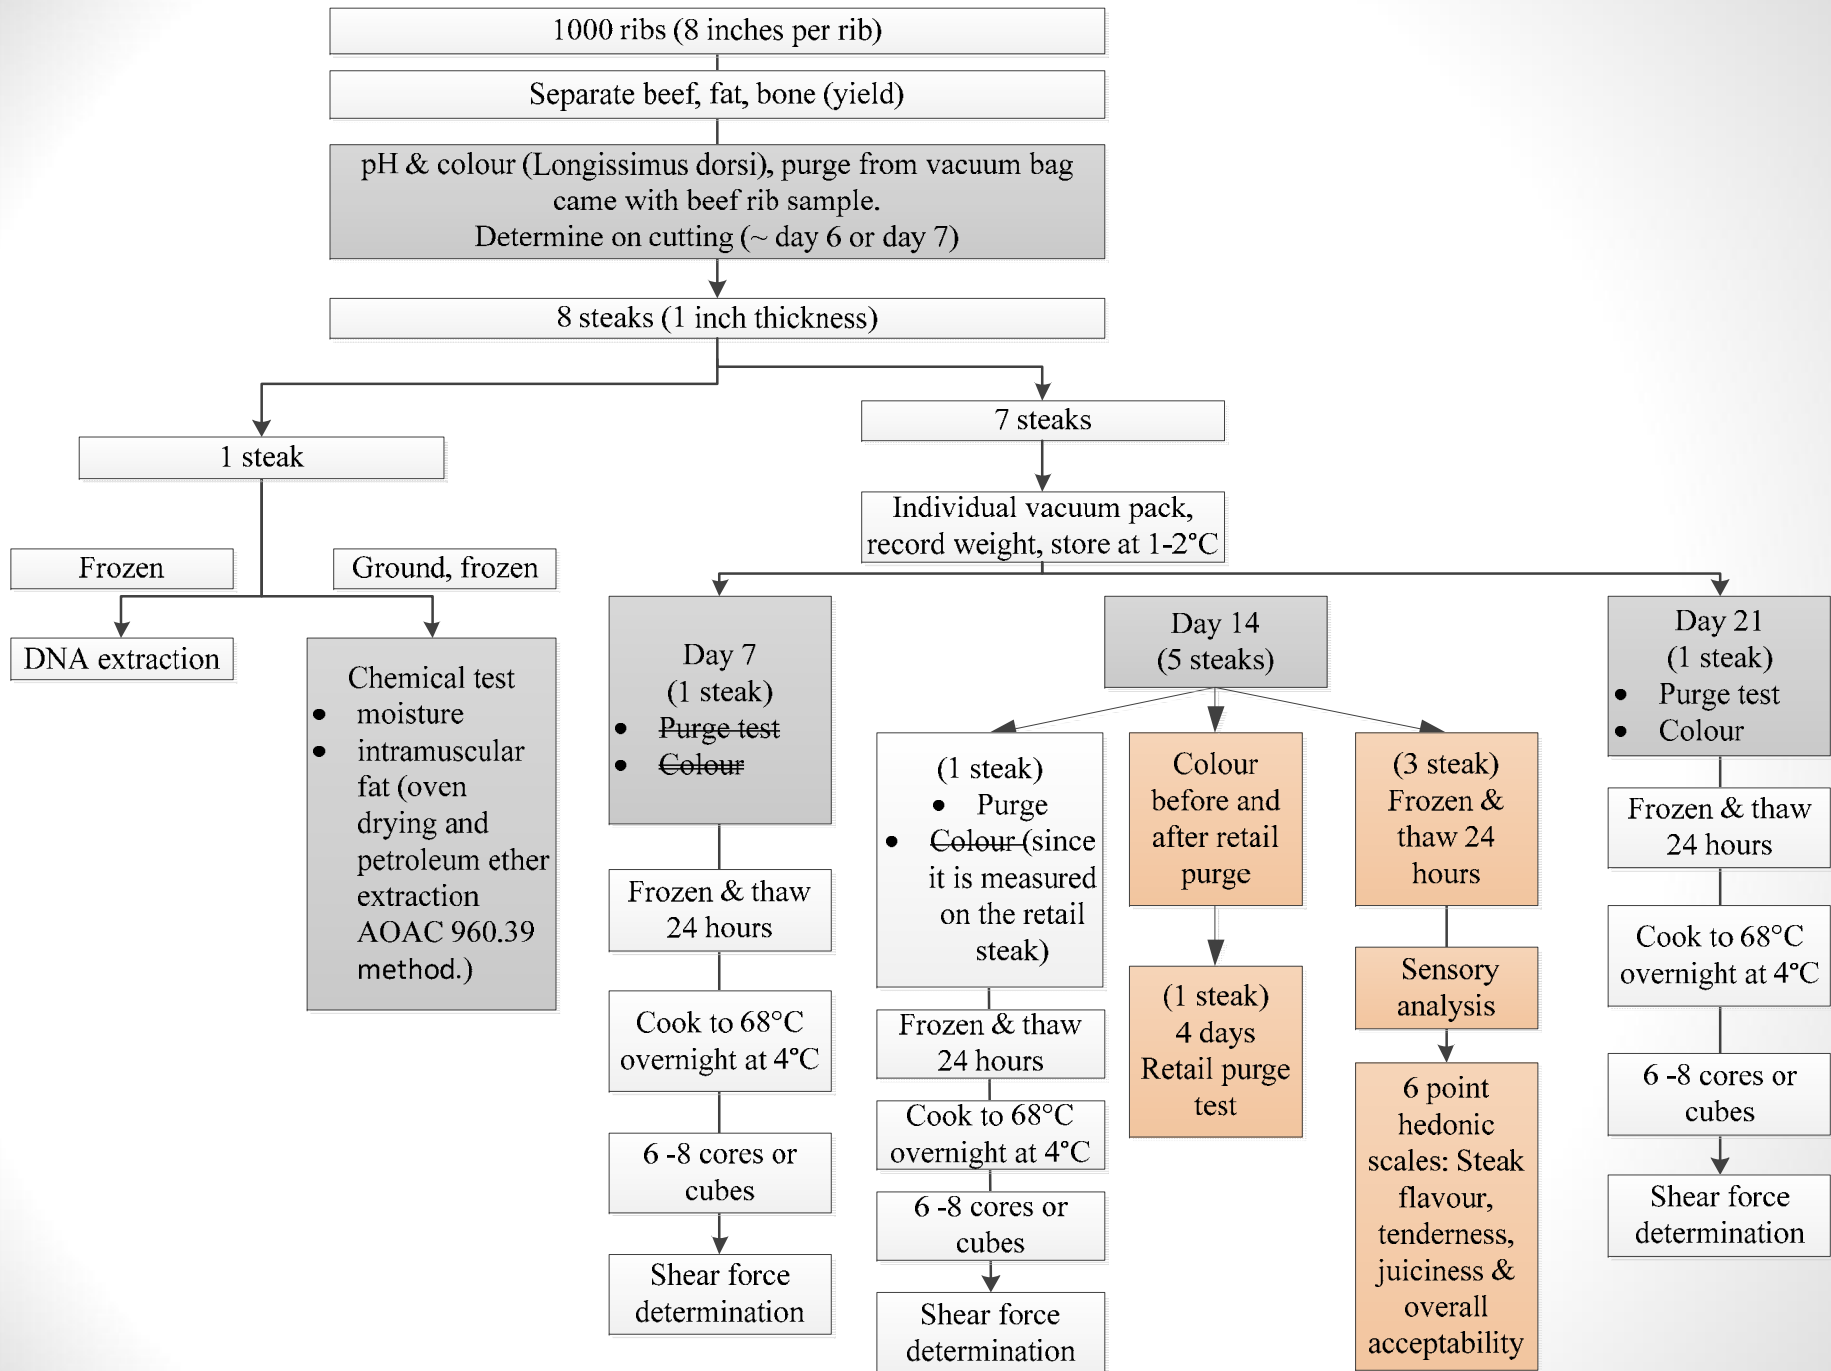 1000 ribs (8 inches per rib)
Separate beef, fat, bone (yield)
pH & colour (Longissimus dorsi), purge from vacuum bag
came with beef rib sample.
Determine on cutting (~ day 6 or day 7)
8 steaks (1 inch thickness)
1 steak
Frozen
DNA extraction
Ground, frozen
Chemical test
• moisture
• intramuscular
fat (oven
drying and
petroleum ether
extraction
AOAC 960.39
method.)
7 steaks
Individual vacuum pack,
record weight, store at 1-2°C
Day 7
(1 steak)
• Purge test
• Colour
Frozen & thaw
24 hours
Cook to 68°C
overnight at 4°C
6 -8 cores or
cubes
Shear force
determination
Day 14
(5 steaks)
(1 steak)
• Purge
• Colour (since
it is measured
on the retail
steak)
Frozen & thaw
24 hours
Cook to 68°C
overnight at 4°C
6 -8 cores or
cubes
Shear force
determination
Colour
before and
after retail
purge
(1 steak)
4 days
Retail purge
test
(3 steak)
Frozen &
thaw 24
hours
Sensory
analysis
6 point
hedonic
scales: Steak
flavour,
tenderness,
juiciness &
overall
acceptability
Day 21
(1 steak)
• Purge test
• Colour
Frozen & thaw
24 hours
Cook to 68°C
overnight at 4°C
6 -8 cores or
cubes
Shear force
determination